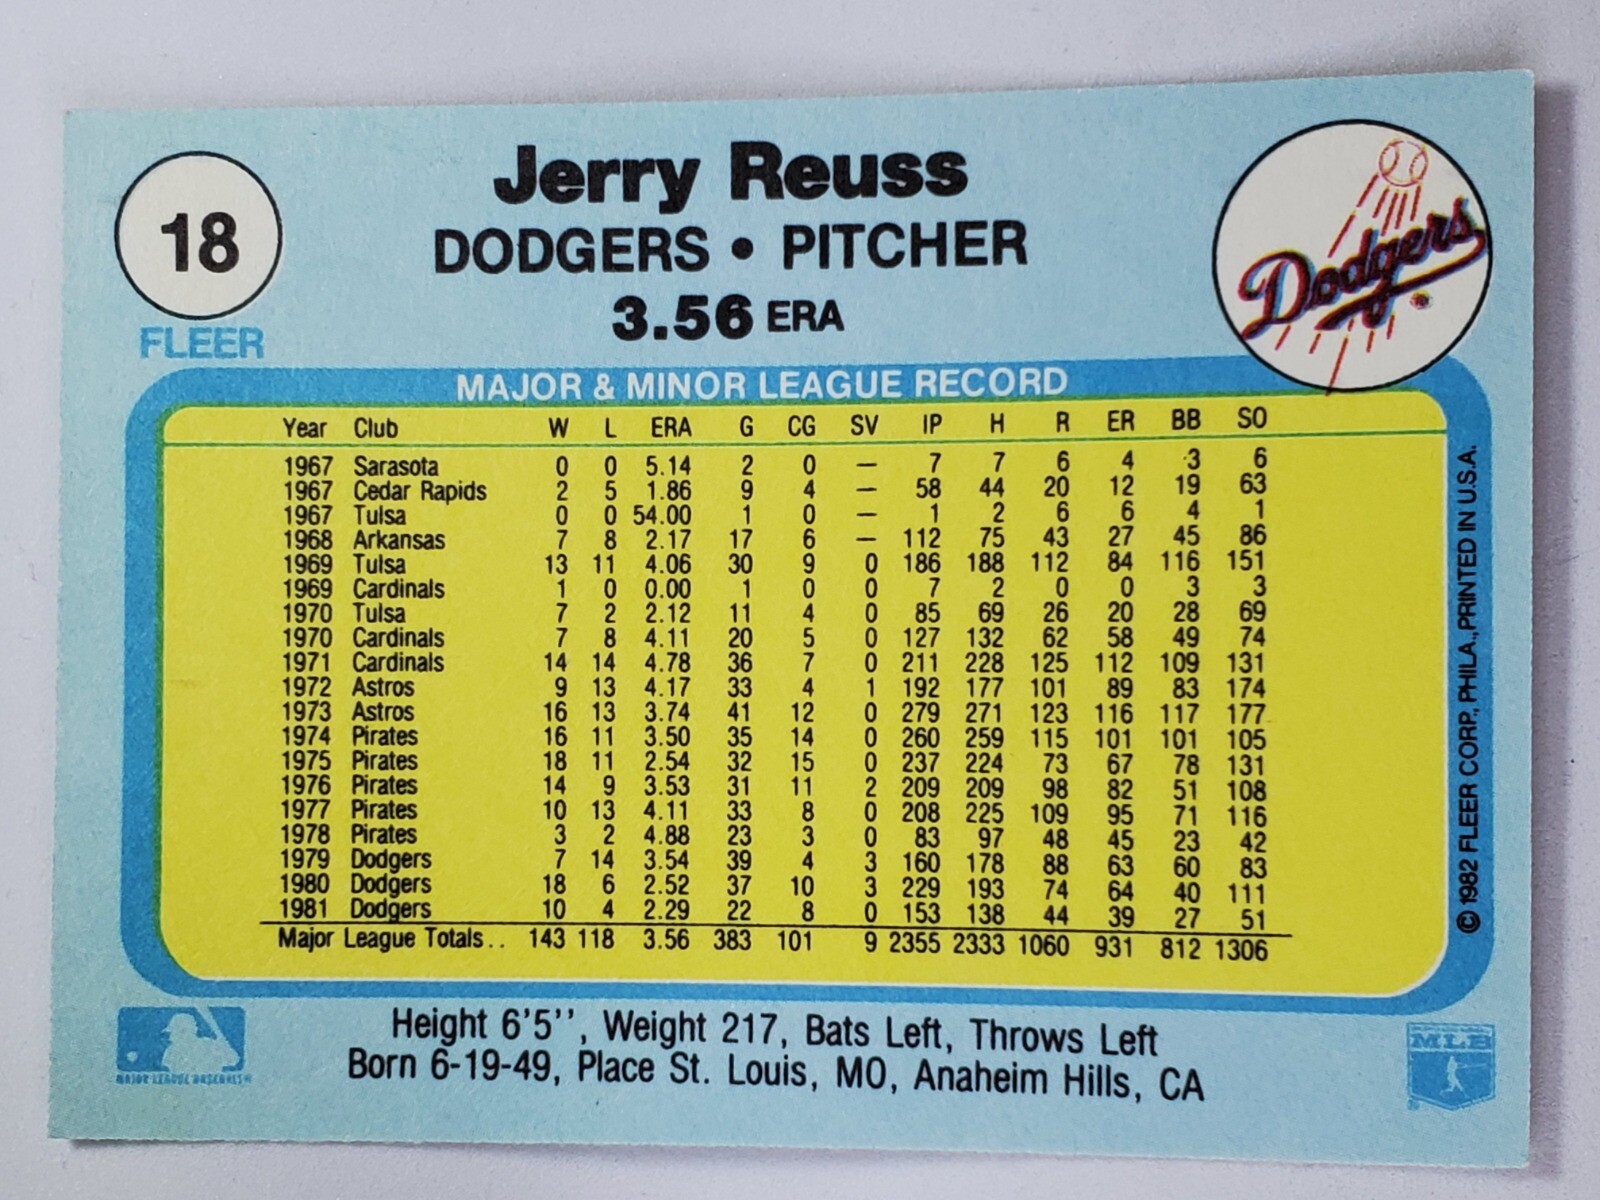 18
FLEER
Jerry Reuss
DODGERS • PITCHER
3.56 ERA
Dodgers
MAJOR & MINOR LEAGUE RECORD
Year Club W L ERA G CG SV IP H R ER BB SO
1967 Sarasota 0 0 5.14 2 0 — 7 7 6 4 3 6
1967 Cedar Rapids 2 5 1.86 9 4 — 58 44 20 12 19 63
1967 Tulsa 0 0 54.00 1 0 — 1 2 6 6 4 1
1968 Arkansas 7 8 2.17 17 6 — 112 75 43 27 45 86
1969 Tulsa 13 11 4.06 30 9 0 186 188 112 84 116 151
1969 Cardinals 1 0 0.00 1 0 0 7 2 0 0 3 3
1970 Tulsa 7 2 2.12 11 4 0 85 69 26 20 28 69
1970 Cardinals 7 8 4.11 20 5 0 127 132 62 58 49 74
1971 Cardinals 14 14 4.78 36 7 0 211 228 125 112 109 131
1972 Astros 9 13 4.17 33 4 1 192 177 101 89 83 174
1973 Astros 16 13 3.74 41 12 0 279 271 123 116 117 177
1974 Pirates 16 11 3.50 35 14 0 260 259 115 101 101 105
1975 Pirates 18 11 2.54 32 15 0 237 224 73 67 78 131
1976 Pirates 14 9 3.53 31 11 2 209 209 98 82 51 108
1977 Pirates 10 13 4.11 33 8 0 208 225 109 95 71 116
1978 Pirates 3 2 4.88 23 3 0 83 97 48 45 23 42
1979 Dodgers 7 14 3.54 39 4 3 160 178 88 63 60 83
1980 Dodgers 18 6 2.52 37 10 3 229 193 74 64 40 111
1981 Dodgers 10 4 2.29 22 8 0 153 138 44 39 27 51
Major League Totals.. 143 118 3.56 383 101 9 2355 2333 1060 931 812 1306
© 1982 FLEER CORP., PHILA., PRINTED IN U.S.A.
Height 6'5'', Weight 217, Bats Left, Throws Left
Born 6-19-49, Place St. Louis, MO, Anaheim Hills, CA
MAJOR LEAGUE BASEBALL
MLB